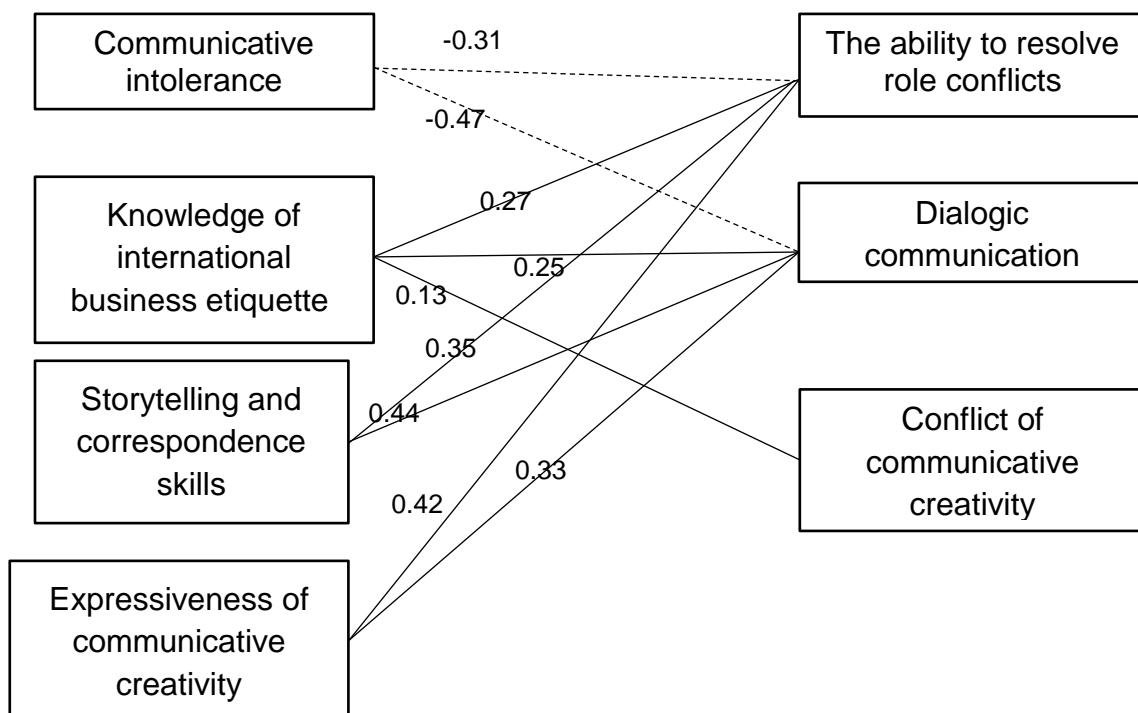 Communicative
intolerance
-0.31
The ability to resolve
role conflicts
-0.47
Knowledge of
international
business etiquette
0.27
Dialogic
communication
0.25
0.13
Storytelling and
correspondence
skills
0.35
0.44
Conflict of
communicative
creativity
0.33
0.42
Expressiveness of
communicative
creativity